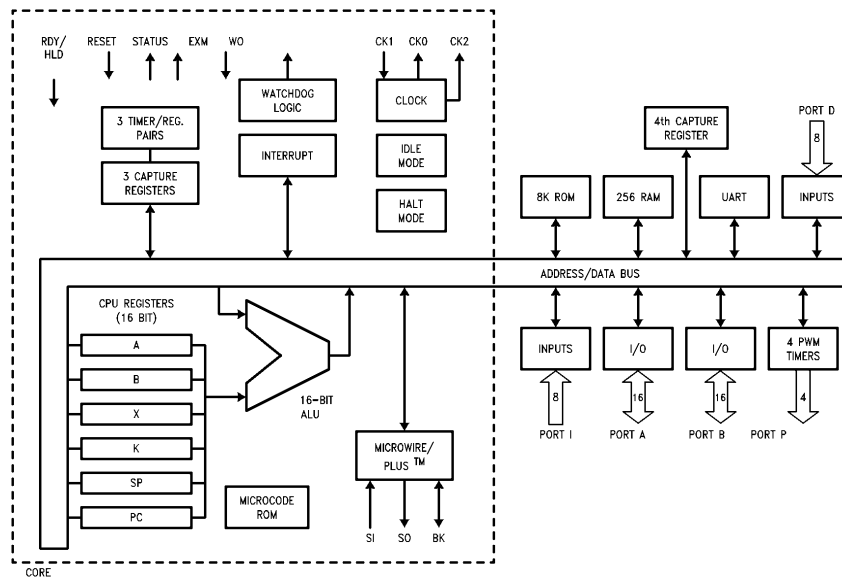 RDY/
HLD
RESET
STATUS
EXM
WO
CK1
CK0
CK2
WATCHDOG
LOGIC
CLOCK
3 TIMER/REG.
PAIRS
INTERRUPT
IDLE
MODE
3 CAPTURE
REGISTERS
HALT
MODE
4th CAPTURE
REGISTER
PORT D
8
8K ROM
256 RAM
UART
INPUTS
ADDRESS/DATA BUS
CPU REGISTERS
(16 BIT)
A
B
X
K
SP
PC
16-BIT
ALU
MICROCODE
ROM
MICROWIRE/
PLUS TM
SI
SO
BK
INPUTS
I/O
I/O
4 PWM
TIMERS
8
16
16
4
PORT I
PORT A
PORT B
PORT P
CORE